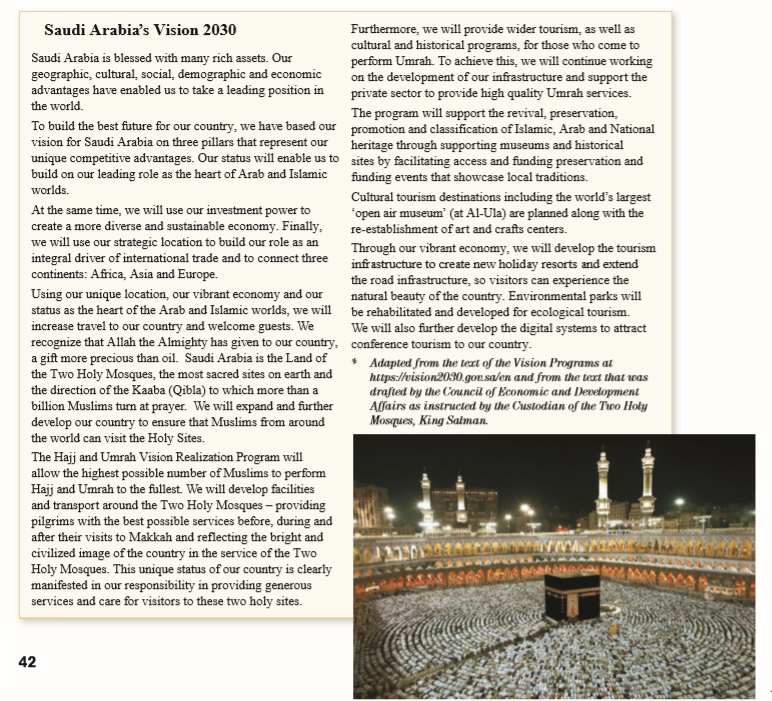 Saudi Arabia's Vision 2030
Saudi Arabia is blessed with many rich assets. Our
geographic, cultural, social, demographic and economic
advantages have enabled us to take a leading position in
the world.
To build the best future for our country, we have based our
vision for Saudi Arabia on three pillars that represent our
unique competitive advantages. Our status will enable us to
build on our leading role as the heart of Arab and Islamic
worlds.
At the same time, we will use our investment power to
create a more diverse and sustainable economy. Finally,
we will use our strategic location to build our role as an
integral driver of international trade and to connect three
continents: Africa, Asia and Europe.
Using our unique location, our vibrant economy and our
status as the heart of the Arab and Islamic worlds, we will
increase travel to our country and welcome guests. We
recognize that Allah the Almighty has given to our country,
a gift more precious than oil. Saudi Arabia is the Land of
the Two Holy Mosques, the most sacred sites on earth and
the direction of the Kaaba (Qibla) to which more than a
billion Muslims turn at prayer. We will expand and further
develop our country to ensure that Muslims from around
the world can visit the Holy Sites.
The Hajj and Umrah Vision Realization Program will
allow the highest possible number of Muslims to perform
Hajj and Umrah to the fullest. We will develop facilities
and transport around the Two Holy Mosques – providing
pilgrims with the best possible services before, during and
after their visits to Makkah and reflecting the bright and
civilized image of the country in the service of the Two
Holy Mosques. This unique status of our country is clearly
manifested in our responsibility in providing generous
services and care for visitors to these two holy sites.
Furthermore, we will provide wider tourism, as well as
cultural and historical programs, for those who come to
perform Umrah. To achieve this, we will continue working
on the development of our infrastructure and support the
private sector to provide high quality Umrah services.
The program will support the revival, preservation,
promotion and classification of Islamic, Arab and National
heritage through supporting museums and historical
sites by facilitating access and funding preservation and
funding events that showcase local traditions.
Cultural tourism destinations including the world's largest
'open air museum' (at Al-Ula) are planned along with the
re-establishment of art and crafts centers.
Through our vibrant economy, we will develop the tourism
infrastructure to create new holiday resorts and extend
the road infrastructure, so visitors can experience the
natural beauty of the country. Environmental parks will
be rehabilitated and developed for ecological tourism.
We will also further develop the digital systems to attract
conference tourism to our country.
* Adapted from the text of the Vision Programs at
https://vision2030.gov.sa/en and from the text that was
drafted by the Council of Economic and Development
Affairs as instructed by the Custodian of the Two Holy
Mosques, King Salman.
42